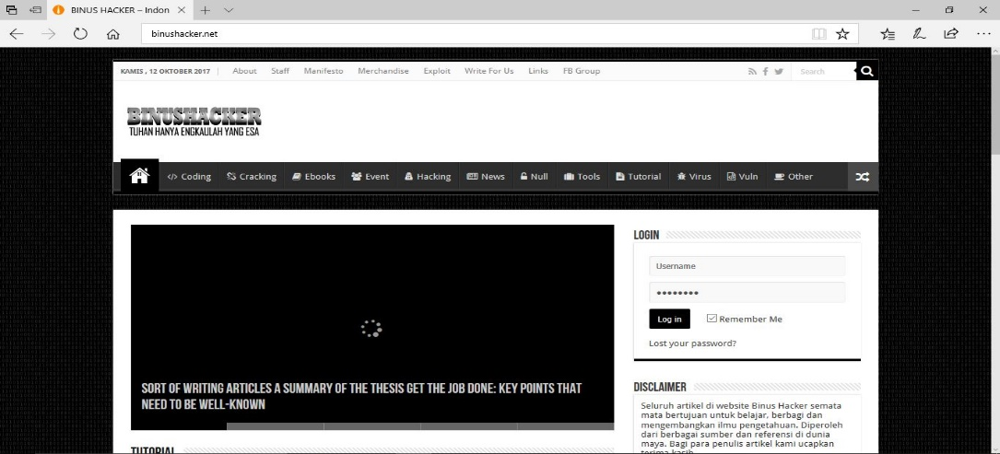 BINUS HACKER – Indon
binushacker.net
KAMIS , 12 OKTOBER 2017 About Staff Manifesto Merchandise Exploit Write For Us Links FB Group Search
BINUSHACKER
TUHAN HANYA ENGKAULAH YANG ESA
</> Coding Cracking Ebooks Event Hacking News Null Tools Tutorial Virus Vuln Other
SORT OF WRITING ARTICLES A SUMMARY OF THE THESIS GET THE JOB DONE: KEY POINTS THAT
NEED TO BE WELL-KNOWN
TUTORIAL
LOGIN
Username
••••••••
Log in Remember Me
Lost your password?
DISCLAIMER
Seluruh artikel di website Binus Hacker semata
mata bertujuan untuk belajar, berbagi dan
mengembangkan ilmu pengetahuan. Diperoleh
dari berbagai sumber dan referensi di dunia
maya. Bagi para penulis artikel kami ucapkan
terima kasih